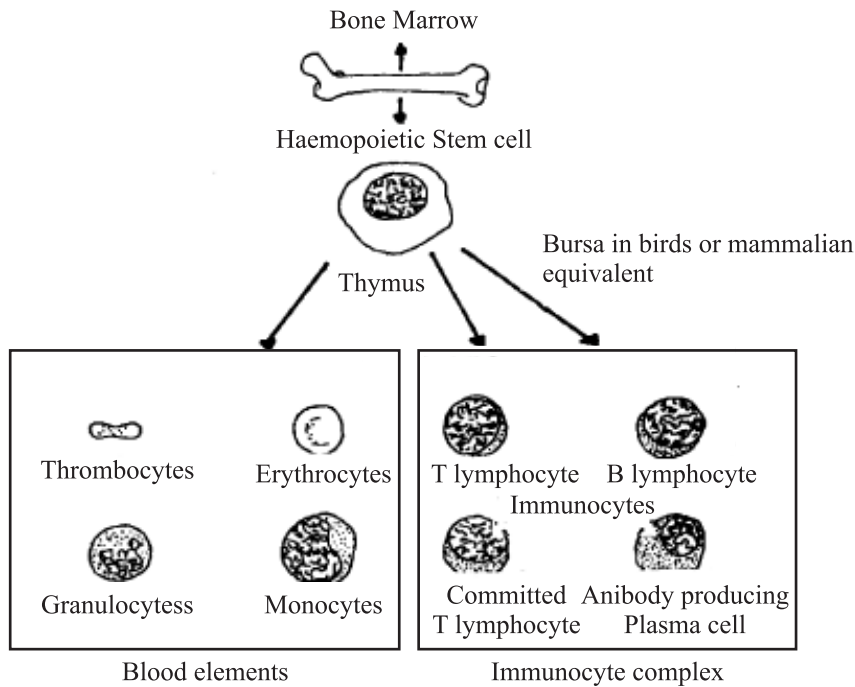 Bone Marrow
Haemopoietic Stem cell
Bursa in birds or mammalian
equivalent
Thymus
Thrombocytes
Erythrocytes
T lymphocyte
B lymphocyte
Immunocytes
Granulocytess
Monocytes
Committed
T lymphocyte
Anibody producing
Plasma cell
Blood elements
Immunocyte complex